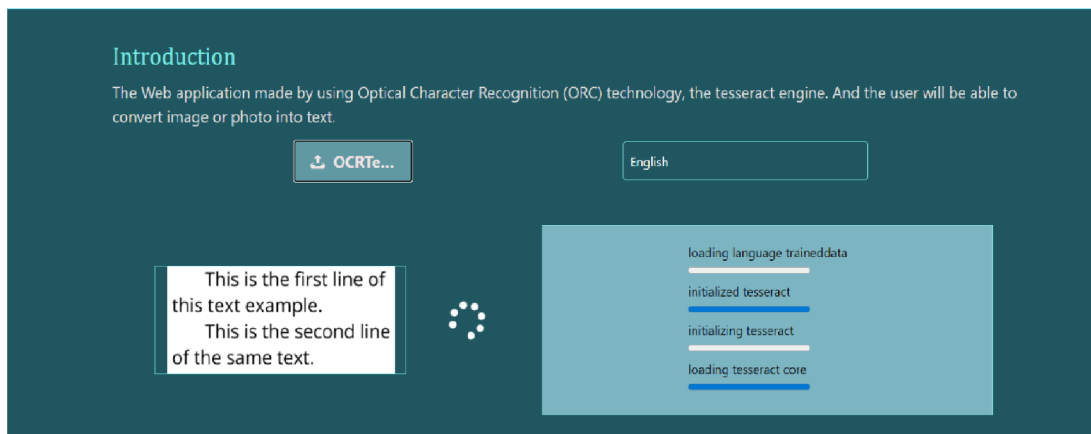 Introduction
The Web application made by using Optical Character Recognition (ORC) technology, the tesseract engine. And the user will be able to
convert image or photo into text.
OCRTe...
English
This is the first line of
this text example.
This is the second line
of the same text.
loading language traineddata
initialized tesseract
initializing tesseract
loading tesseract core